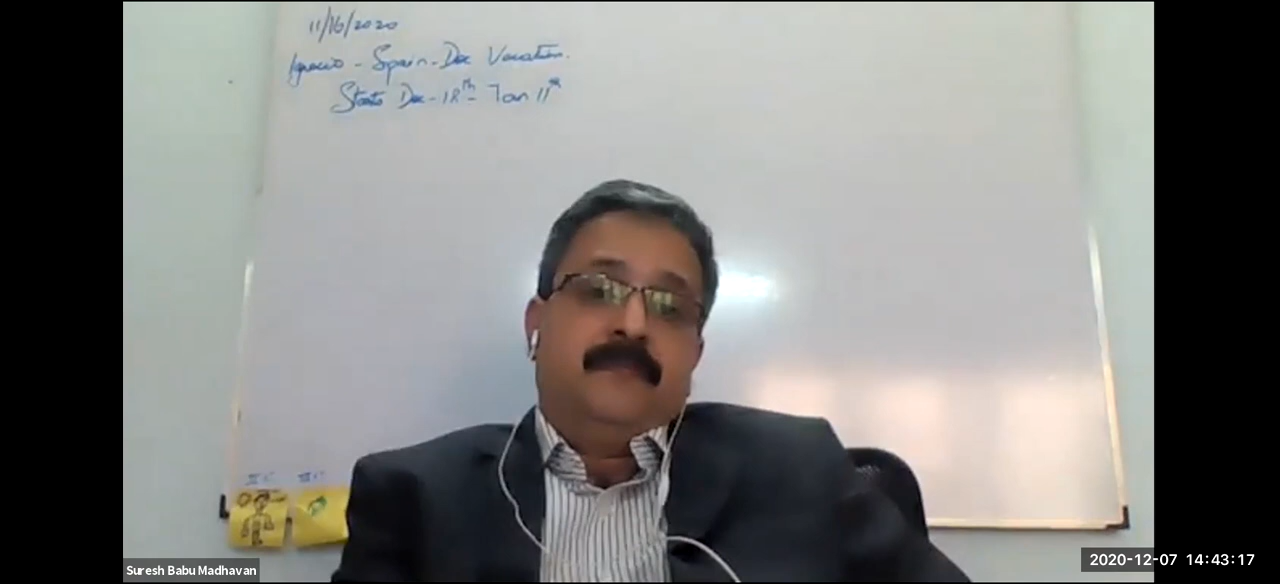 11/16/2020
Ignacio - Spain - Dec Vacation.
Starts Dec - 18th - Jan 11th
Suresh Babu Madhavan
2020-12-07 14:43:17